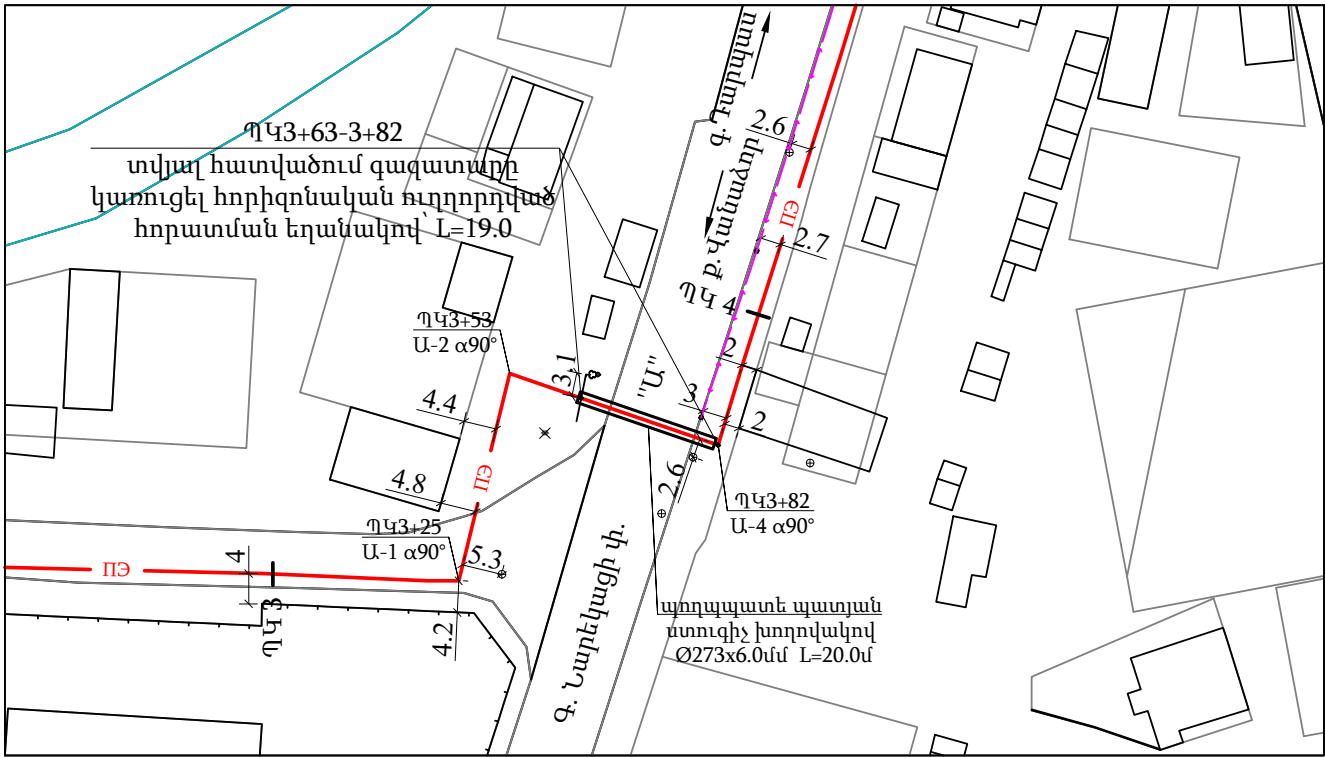 ՊԿ3+63-3+82
տվյալ հատվածում գազատարը
կառուցել հորիզոնական ուղղորդված
հորատման եղանակով՝ L=19.0
գ. Դարպաս
ք.Վանաձոր
2.6
ПЭ
2.7
ՊԿ 4
ՊԿ3+53
Ա-2 α90°
3,1
"Ա"
2
3
2
4.4
4.8
ПЭ
2.6
ՊԿ3+82
Ա-4 α90°
ՊԿ3+25
Ա-1 α90°
5.3
4
ПЭ
ՊԿ 3
4.2
Գ. Նարեկացի փ.
պողպպատե պատյան
ստուգիչ խողովակով
Ø273x6.0մմ L=20.0մ